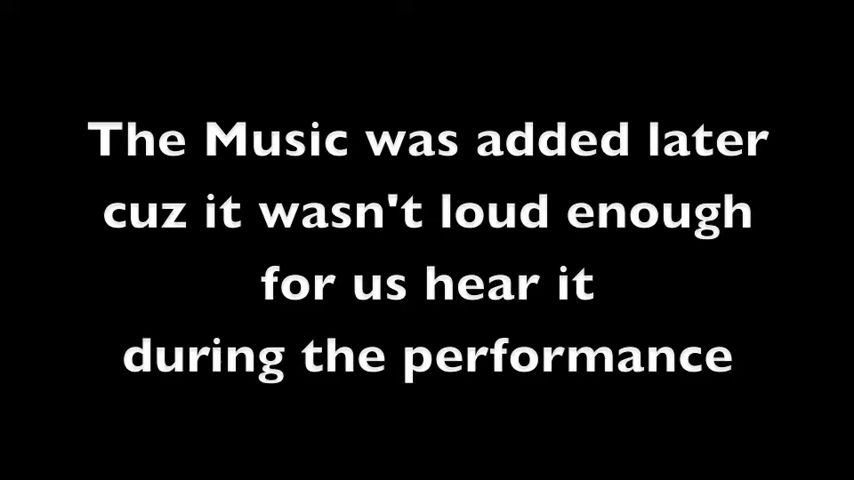 The Music was added later
cuz it wasn't loud enough
for us hear it
during the performance